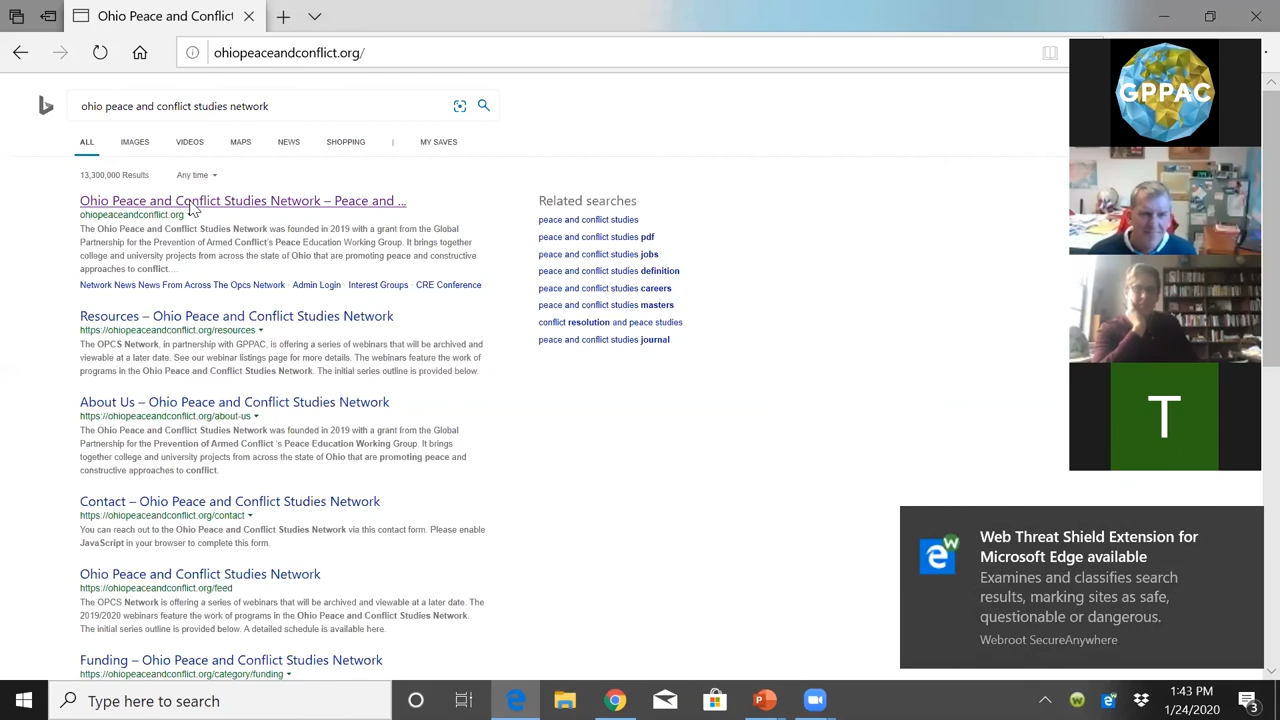 ohiopeaceandconflict.org/
ohio peace and conflict studies network
ALL IMAGES VIDEOS MAPS NEWS SHOPPING | MY SAVES
13,300,000 Results Any time
Ohio Peace and Conflict Studies Network – Peace and ...
ohiopeaceandconflict.org
The Ohio Peace and Conflict Studies Network was founded in 2019 with a grant from the Global
Partnership for the Prevention of Armed Conflict's Peace Education Working Group. It brings together
college and university projects from across the state of Ohio that are promoting peace and constructive
approaches to conflict....
Network News News From Across The Opcs Network · Admin Login · Interest Groups · CRE Conference
Resources – Ohio Peace and Conflict Studies Network
https://ohiopeaceandconflict.org/resources
The OPCS Network, in partnership with GPPAC, is offering a series of webinars that will be archived and
viewable at a later date. See our webinar listings page for more details. The webinars feature the work of
programs in the Ohio Peace and Conflict Studies Network. The initial series outline is provided below.
About Us – Ohio Peace and Conflict Studies Network
https://ohiopeaceandconflict.org/about-us
The Ohio Peace and Conflict Studies Network was founded in 2019 with a grant from the Global
Partnership for the Prevention of Armed Conflict 's Peace Education Working Group. It brings
together college and university projects from across the state of Ohio that are promoting peace and
constructive approaches to conflict.
Contact – Ohio Peace and Conflict Studies Network
https://ohiopeaceandconflict.org/contact
You can reach out to the Ohio Peace and Conflict Studies Network via this contact form. Please enable
JavaScript in your browser to complete this form.
Ohio Peace and Conflict Studies Network
https://ohiopeaceandconflict.org/feed
The OPCS Network is offering a series of webinars that will be archived and viewable at a later date. The
2019/2020 webinars feature the work of programs in the Ohio Peace and Conflict Studies Network.
The initial series outline is provided below. A detailed schedule is available here.
Funding – Ohio Peace and Conflict Studies Network
https://ohiopeaceandconflict.org/category/funding
Related searches
peace and conflict studies
peace and conflict studies pdf
peace and conflict studies jobs
peace and conflict studies definition
peace and conflict studies careers
peace and conflict studies masters
conflict resolution and peace studies
peace and conflict studies journal
GPPAC
T
Web Threat Shield Extension for
Microsoft Edge available
Examines and classifies search
results, marking sites as safe,
questionable or dangerous.
Webroot SecureAnywhere
Type here to search
1:43 PM
1/24/2020
3